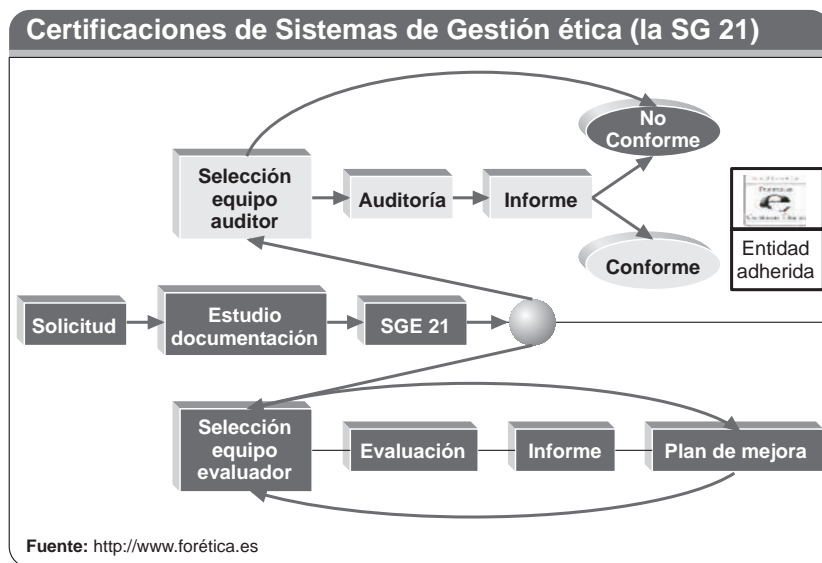 Certificaciones de Sistemas de Gestión ética (la SG 21)
No
Conforme
Selección
equipo
auditor
Auditoría
Informe
Conforme
Entidad
adherida
Solicitud
Estudio
documentación
SGE 21
Selección
equipo
evaluador
Evaluación
Informe
Plan de mejora
Fuente: http://www.forética.es